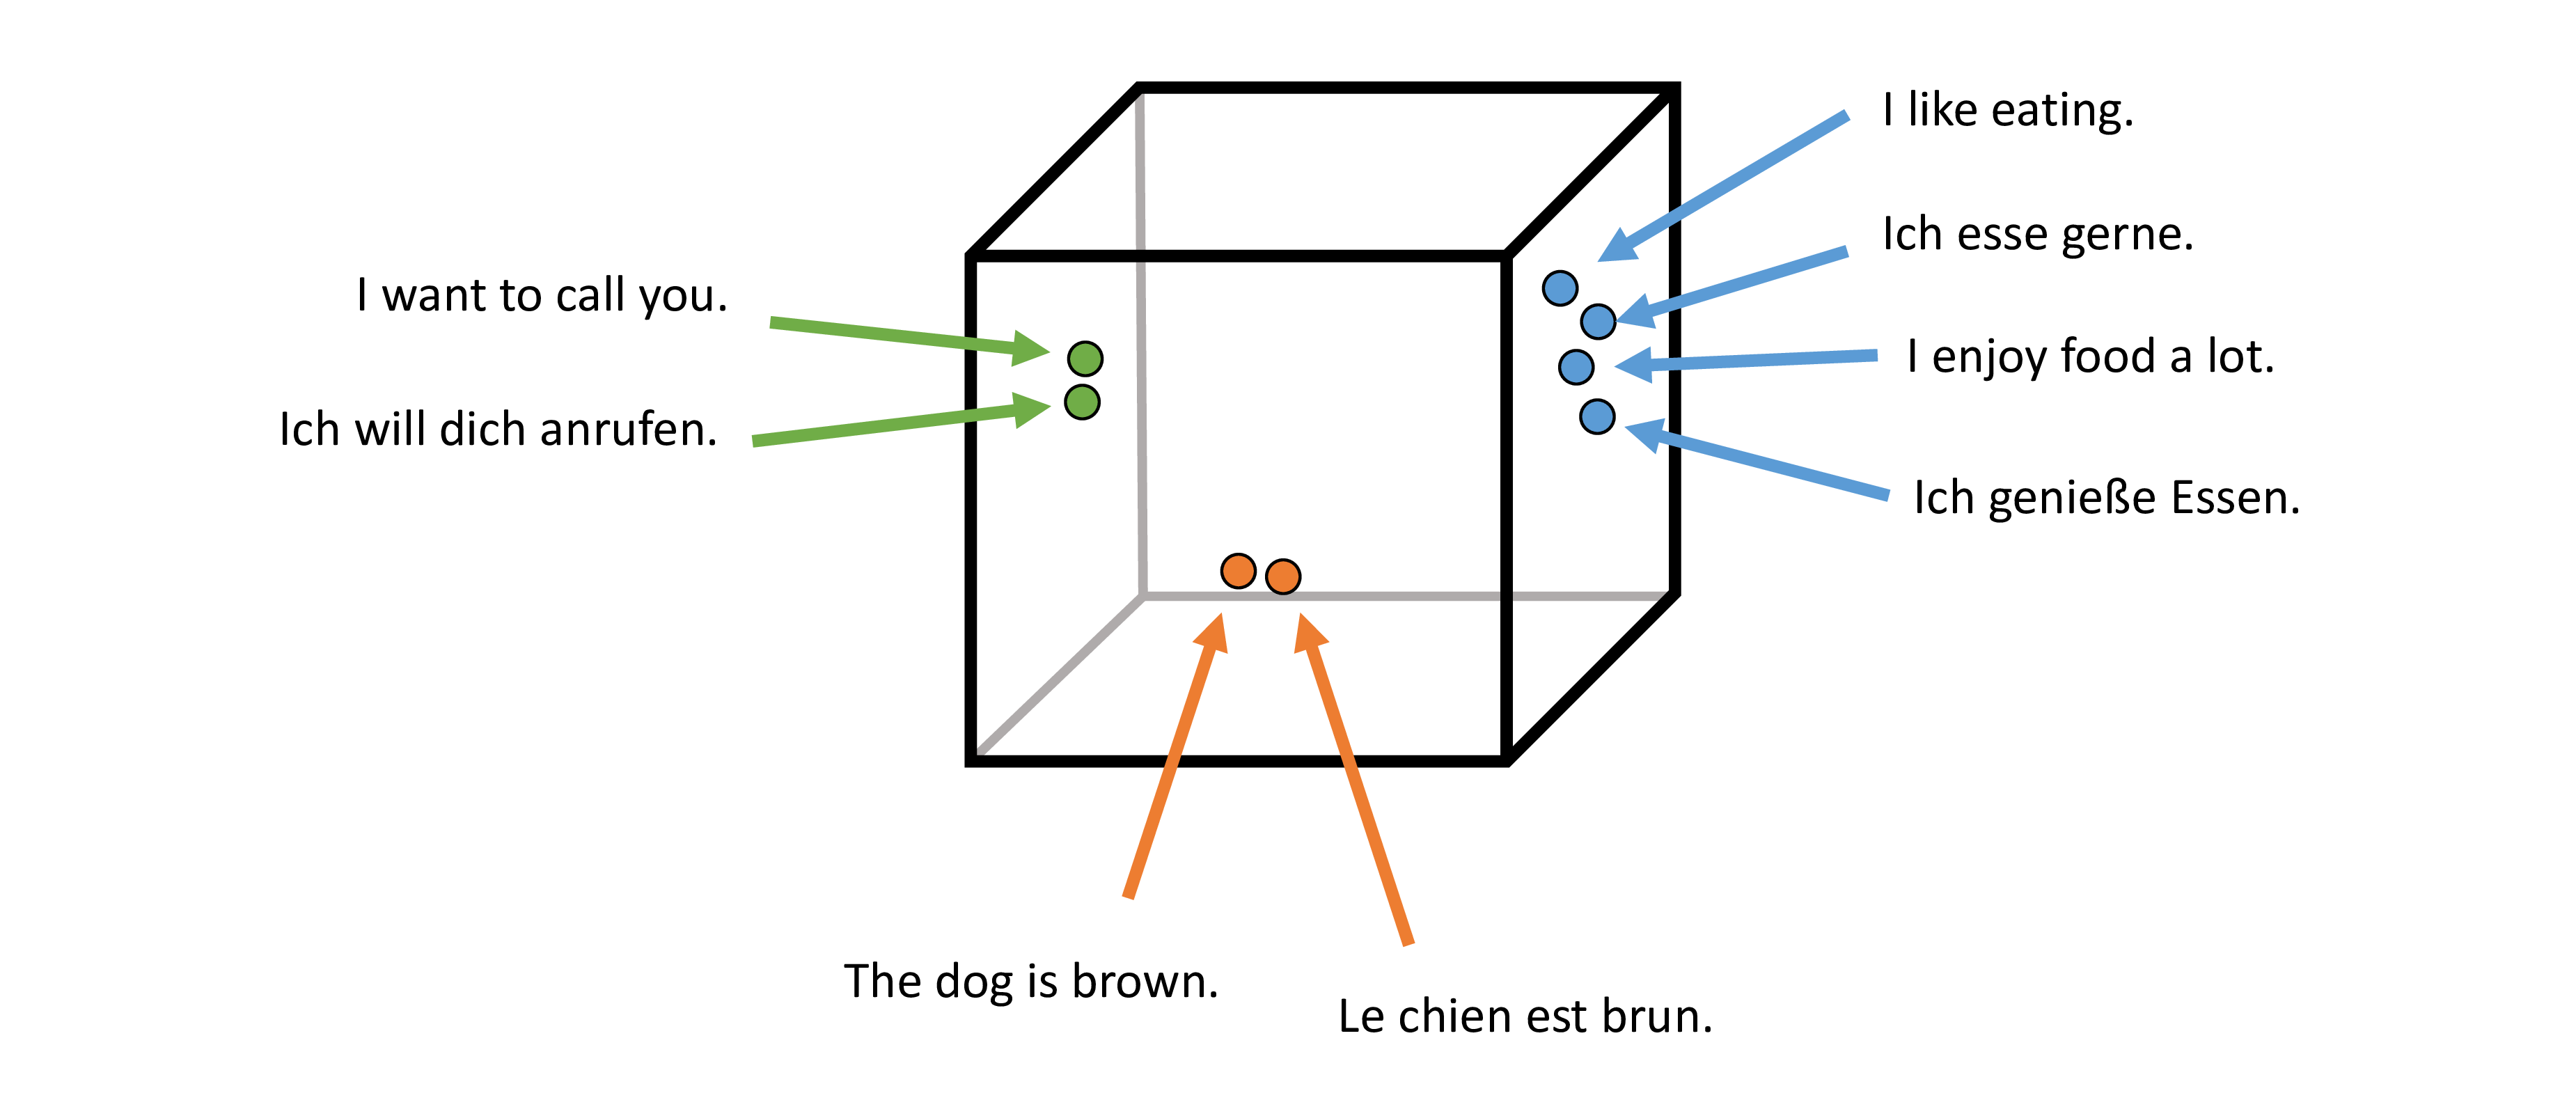 I like eating.
Ich esse gerne.
I want to call you.
I enjoy food a lot.
Ich will dich anrufen.
Ich genieße Essen.
The dog is brown.
Le chien est brun.